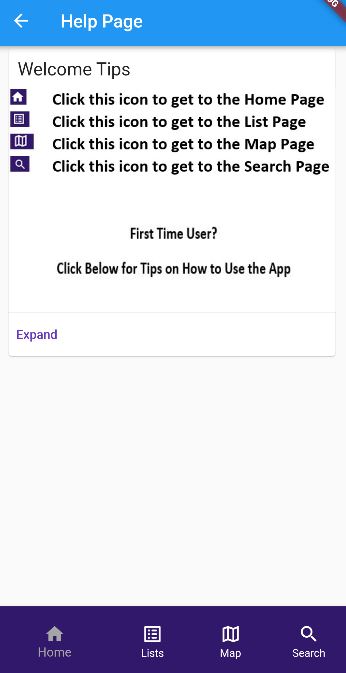 Help Page
Welcome Tips
Click this icon to get to the Home Page
Click this icon to get to the List Page
Click this icon to get to the Map Page
Click this icon to get to the Search Page
First Time User?
Click Below for Tips on How to Use the App
Expand
Home
Lists
Map
Search